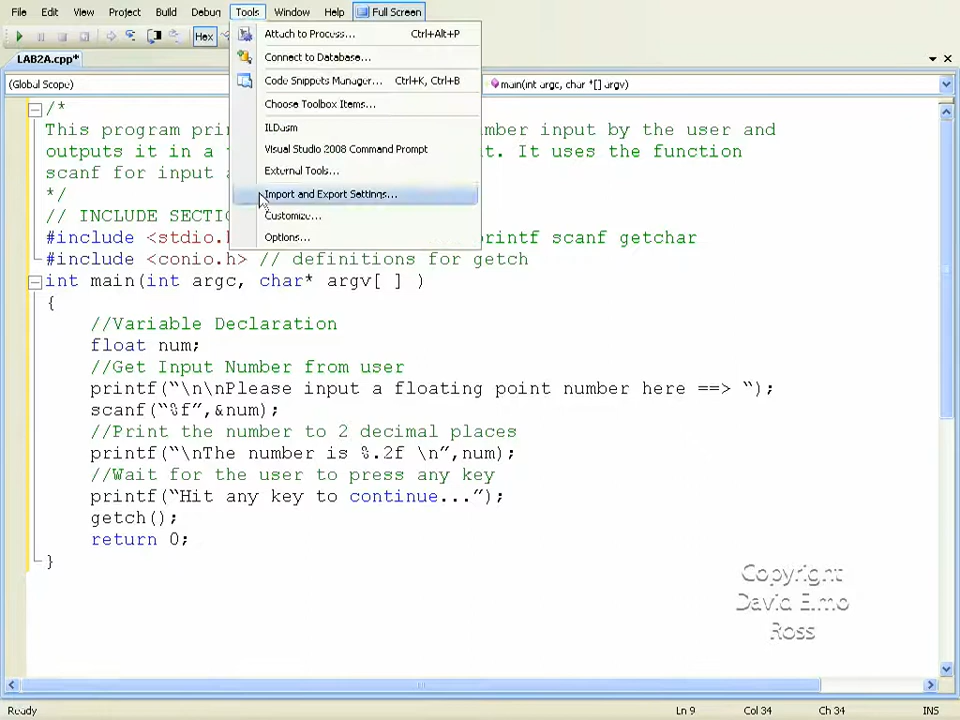 File Edit View Project Build Debug Tools Window Help Full Screen
Hex
LAB2A.cpp*
(Global Scope) main(int argc, char *[] argv)
Attach to Process... Ctrl+Alt+P
Connect to Database...
Code Snippets Manager... Ctrl+K, Ctrl+B
Choose Toolbox Items...
ILDasm
Visual Studio 2008 Command Prompt
External Tools...
Import and Export Settings...
Customize...
Options...
/*
This program prin mber input by the user and
outputs it in a t t. It uses the function
scanf for input a
*/
// INCLUDE SECTI
#include <stdio.h printf scanf getchar
#include <conio.h> // definitions for getch
int main(int argc, char* argv[ ] )
{
//Variable Declaration
float num;
//Get Input Number from user
printf(“\n\nPlease input a floating point number here ==> “);
scanf(“%f”,&num);
//Print the number to 2 decimal places
printf(“\nThe number is %.2f \n”,num);
//Wait for the user to press any key
printf(“Hit any key to continue...”);
getch();
return 0;
}
Copyright
David Elmo
Ross
Ready Ln 9 Col 34 Ch 34 INS